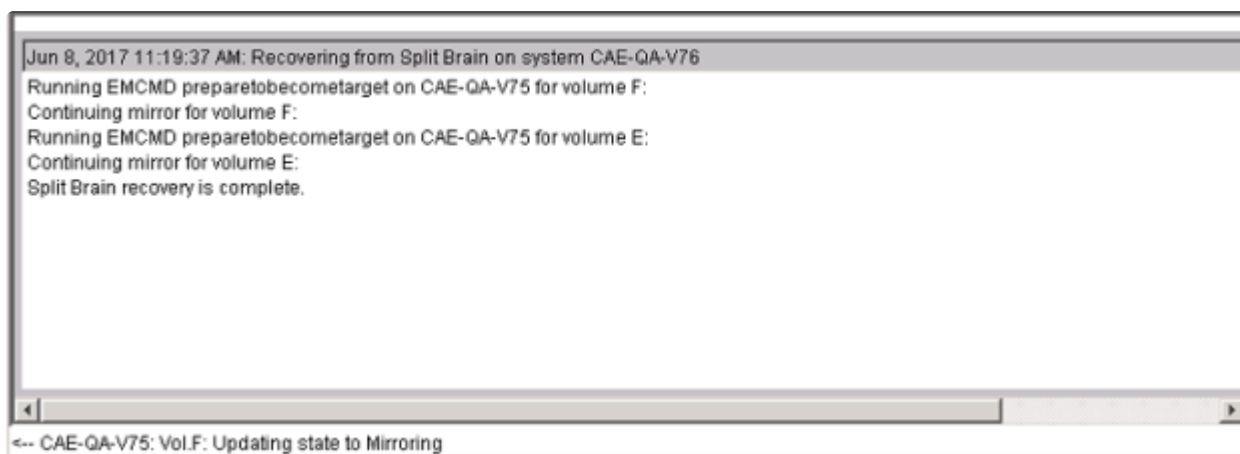 Jun 8, 2017 11:19:37 AM: Recovering from Split Brain on system CAE-QA-V76
Running EMCMD preparetobecometarget on CAE-QA-V75 for volume F:
Continuing mirror for volume F:
Running EMCMD preparetobecometarget on CAE-QA-V75 for volume E:
Continuing mirror for volume E:
Split Brain recovery is complete.
<-- CAE-QA-V75: Vol.F: Updating state to Mirroring